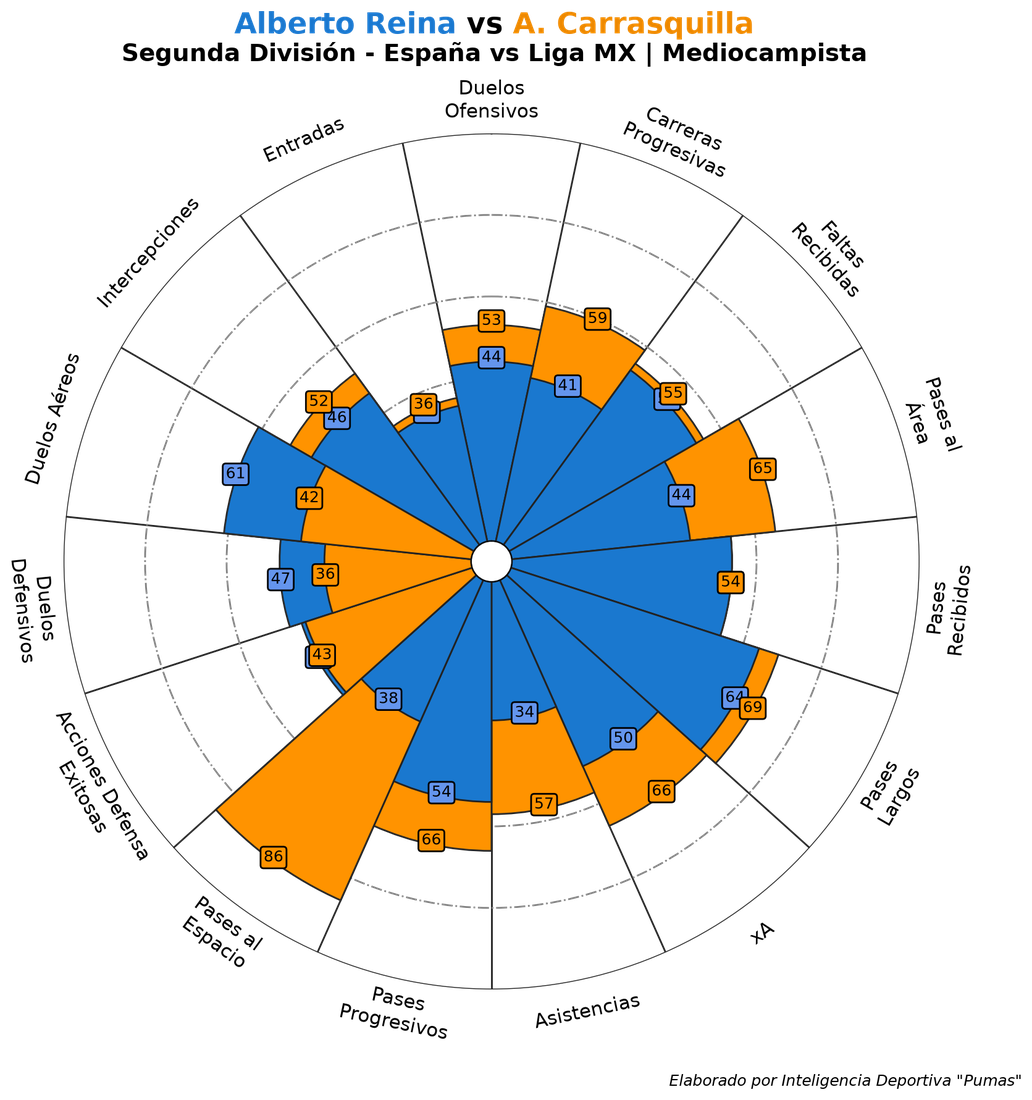 Alberto Reina vs A. Carrasquilla
Segunda División - España vs Liga MX | Mediocampista
Duelos
Ofensivos
Carreras
Progresivas
Faltas
Recibidas
Pases al
Área
Pases
Recibidos
Pases
Largos
xA
Asistencias
Pases
Progresivos
Pases al
Espacio
Acciones Defensa
Exitosas
Duelos
Defensivos
Duelos Aéreos
Intercepciones
Entradas
53
44
59
41
55
65
44
54
64
69
50
66
34
57
54
66
38
86
43
47
36
61
42
52
46
36
Elaborado por Inteligencia Deportiva "Pumas"